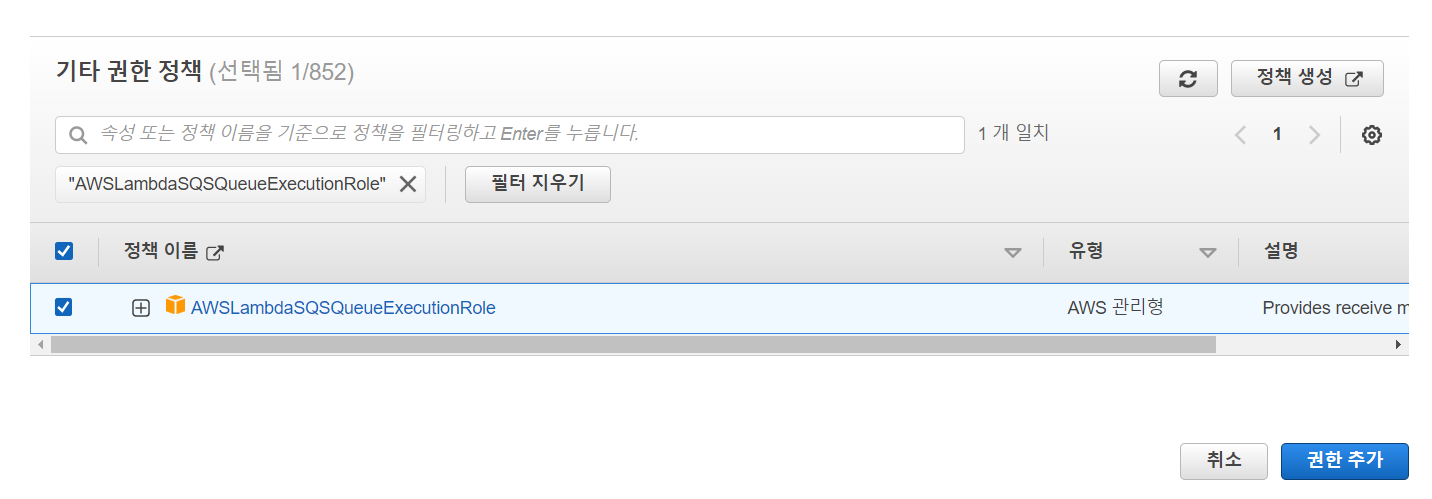 기타 권한 정책 (선택됨 1/852)
정책 생성
속성 또는 정책 이름을 기준으로 정책을 필터링하고 Enter를 누릅니다.
1 개 일치
1
"AWSLambdaSQSQueueExecutionRole"
필터 지우기
정책 이름
유형
설명
AWSLambdaSQSQueueExecutionRole
AWS 관리형
Provides receive m
취소
권한 추가